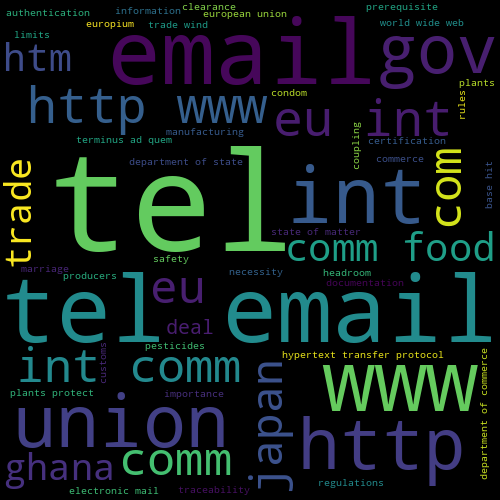 authentication
information
clearance
prerequisite
europium
trade wind
european union
world wide web
limits
email
gov
htm
http www
condom
plants
rules
eu int
manufacturing
terminus ad quem
coupling
certification
department of state
commerce
trade
tel
int
com
base hit
state of matter
comm food
safety
marriage
producers
eu
necessity
headroom
documentation
tel
email
deal
pesticides
int comm
customs
hypertext transfer protocol
www
department of commerce
plants protect
importance
union
japan
http
ghana
comm
regulations
electronic mail
traceability